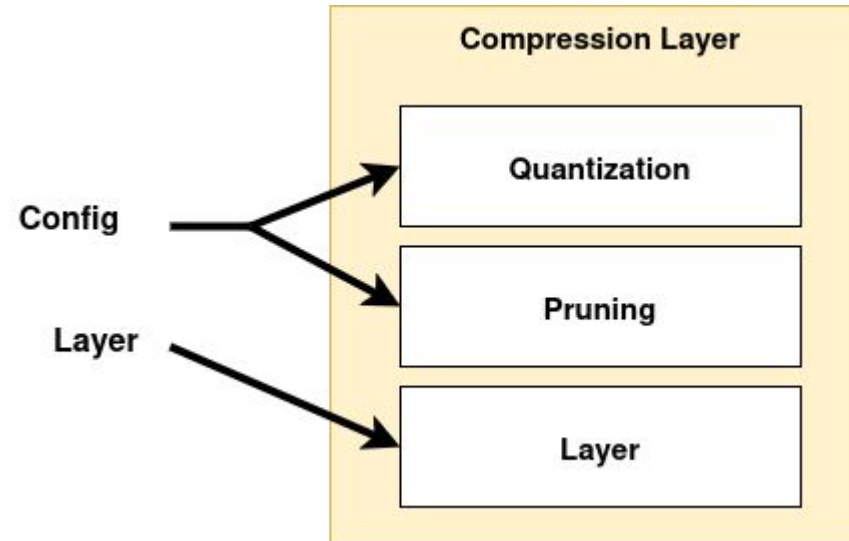 Compression Layer
Quantization
Config
Pruning
Layer
Layer